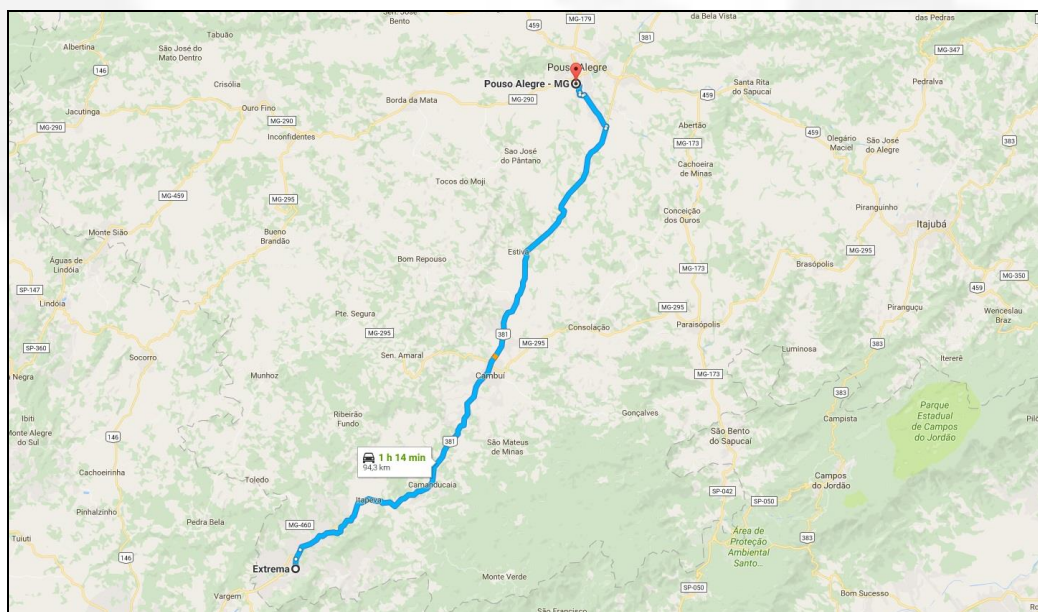 Sen. José
Bento
MG-179
381
da Bela Vista
das Pedras
Albertina
Tabuão
São José do
Mato Dentro
146
Crisólia
Pouso Alegre
Pouso Alegre - MG
MG-290
459
Santa Rita
do Sapucaí
MG-347
Pedralva
Jacutinga
Ouro Fino
Borda da Mata
MG-290
MG-290
Inconfidentes
Abertão
459
Olegário
Maciel
São José
do Alegre
383
Sao José
do Pântano
MG-173
Cachoeira
de Minas
Tocos do Moji
MG-459
MG-295
Conceição
dos Ouros
Piranguinho
Itajubá
Monte Sião
Bueno
Brandão
Estiva
MG-295
Águas de
Lindóia
Bom Repouso
MG-173
Brasópolis
MG-350
SP-147
459
Lindóia
Piranguçu
Wenceslau
Braz
Pte. Segura
MG-295
MG-295
Consolação
Paraisópolis
381
MG-295
383
SP-360
Socorro
Sen. Amaral
Luminosa
Itererê
Negra
Munhoz
Cambuí
MG-173
383
Parque
Estadual
de Campos
do Jordão
Ibiti
Ribeirão
Fundo
Gonçalves
Campista
Monte Alegre
do Sul
146
381
São Mateus
de Minas
São Bento
do Sapucaí
1 h 14 min
94,3 km
Cachoeirinha
Toledo
Camanducaia
Campos
do Jordão
Itapeva
SP-042
SP-050
Pinhalzinho
Pedra Bela
MG-460
Área de
Proteção
Ambiental
Santo...
383
Tuiuti
146
Extrema
Monte Verde
SP-050
Vargem
Bom Sucesso
São Francisco